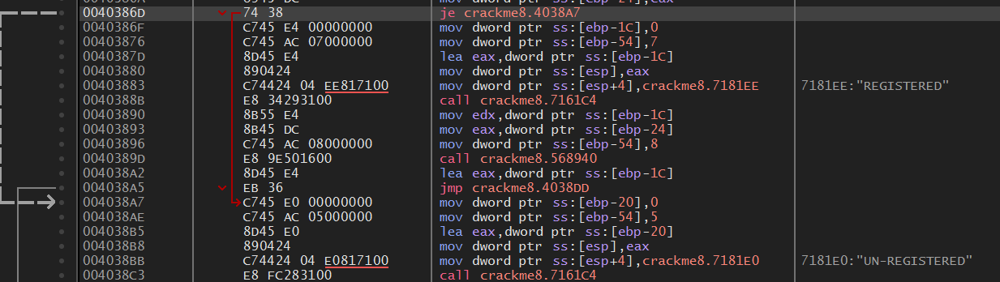 0040386D 74 38 je crackme8.4038A7
0040386F C745 E4 00000000 mov dword ptr ss:[ebp-1C],0
00403876 C745 AC 07000000 mov dword ptr ss:[ebp-54],7
0040387D 8D45 E4 lea eax,dword ptr ss:[ebp-1C]
00403880 890424 mov dword ptr ss:[esp],eax
00403883 C74424 04 EE817100 mov dword ptr ss:[esp+4],crackme8.7181EE 7181EE:"REGISTERED"
0040388B E8 34293100 call crackme8.7161C4
00403890 8B55 E4 mov edx,dword ptr ss:[ebp-1C]
00403893 8B45 DC mov eax,dword ptr ss:[ebp-24]
00403896 C745 AC 08000000 mov dword ptr ss:[ebp-54],8
0040389D E8 9E501600 call crackme8.568940
004038A2 8D45 E4 lea eax,dword ptr ss:[ebp-1C]
004038A5 EB 36 jmp crackme8.4038DD
004038A7 C745 E0 00000000 mov dword ptr ss:[ebp-20],0
004038AE C745 AC 05000000 mov dword ptr ss:[ebp-54],5
004038B5 8D45 E0 lea eax,dword ptr ss:[ebp-20]
004038B8 890424 mov dword ptr ss:[esp],eax
004038BB C74424 04 E0817100 mov dword ptr ss:[esp+4],crackme8.7181E0 7181E0:"UN-REGISTERED"
004038C3 E8 FC283100 call crackme8.7161C4